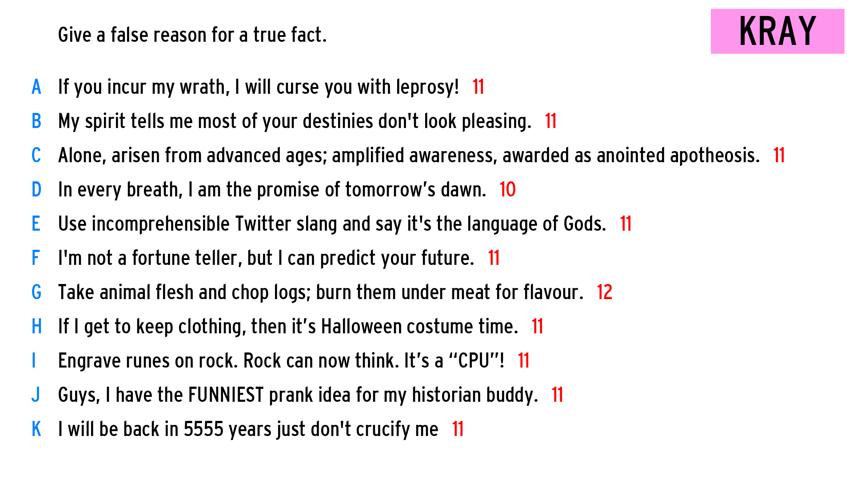 Give a false reason for a true fact.
KRAY
A If you incur my wrath, I will curse you with leprosy! 11
B My spirit tells me most of your destinies don't look pleasing. 11
C Alone, arisen from advanced ages; amplified awareness, awarded as anointed apotheosis. 11
D In every breath, I am the promise of tomorrow’s dawn. 10
E Use incomprehensible Twitter slang and say it's the language of Gods. 11
F I'm not a fortune teller, but I can predict your future. 11
G Take animal flesh and chop logs; burn them under meat for flavour. 12
H If I get to keep clothing, then it’s Halloween costume time. 11
I Engrave runes on rock. Rock can now think. It’s a “CPU”! 11
J Guys, I have the FUNNIEST prank idea for my historian buddy. 11
K I will be back in 5555 years just don't crucify me 11